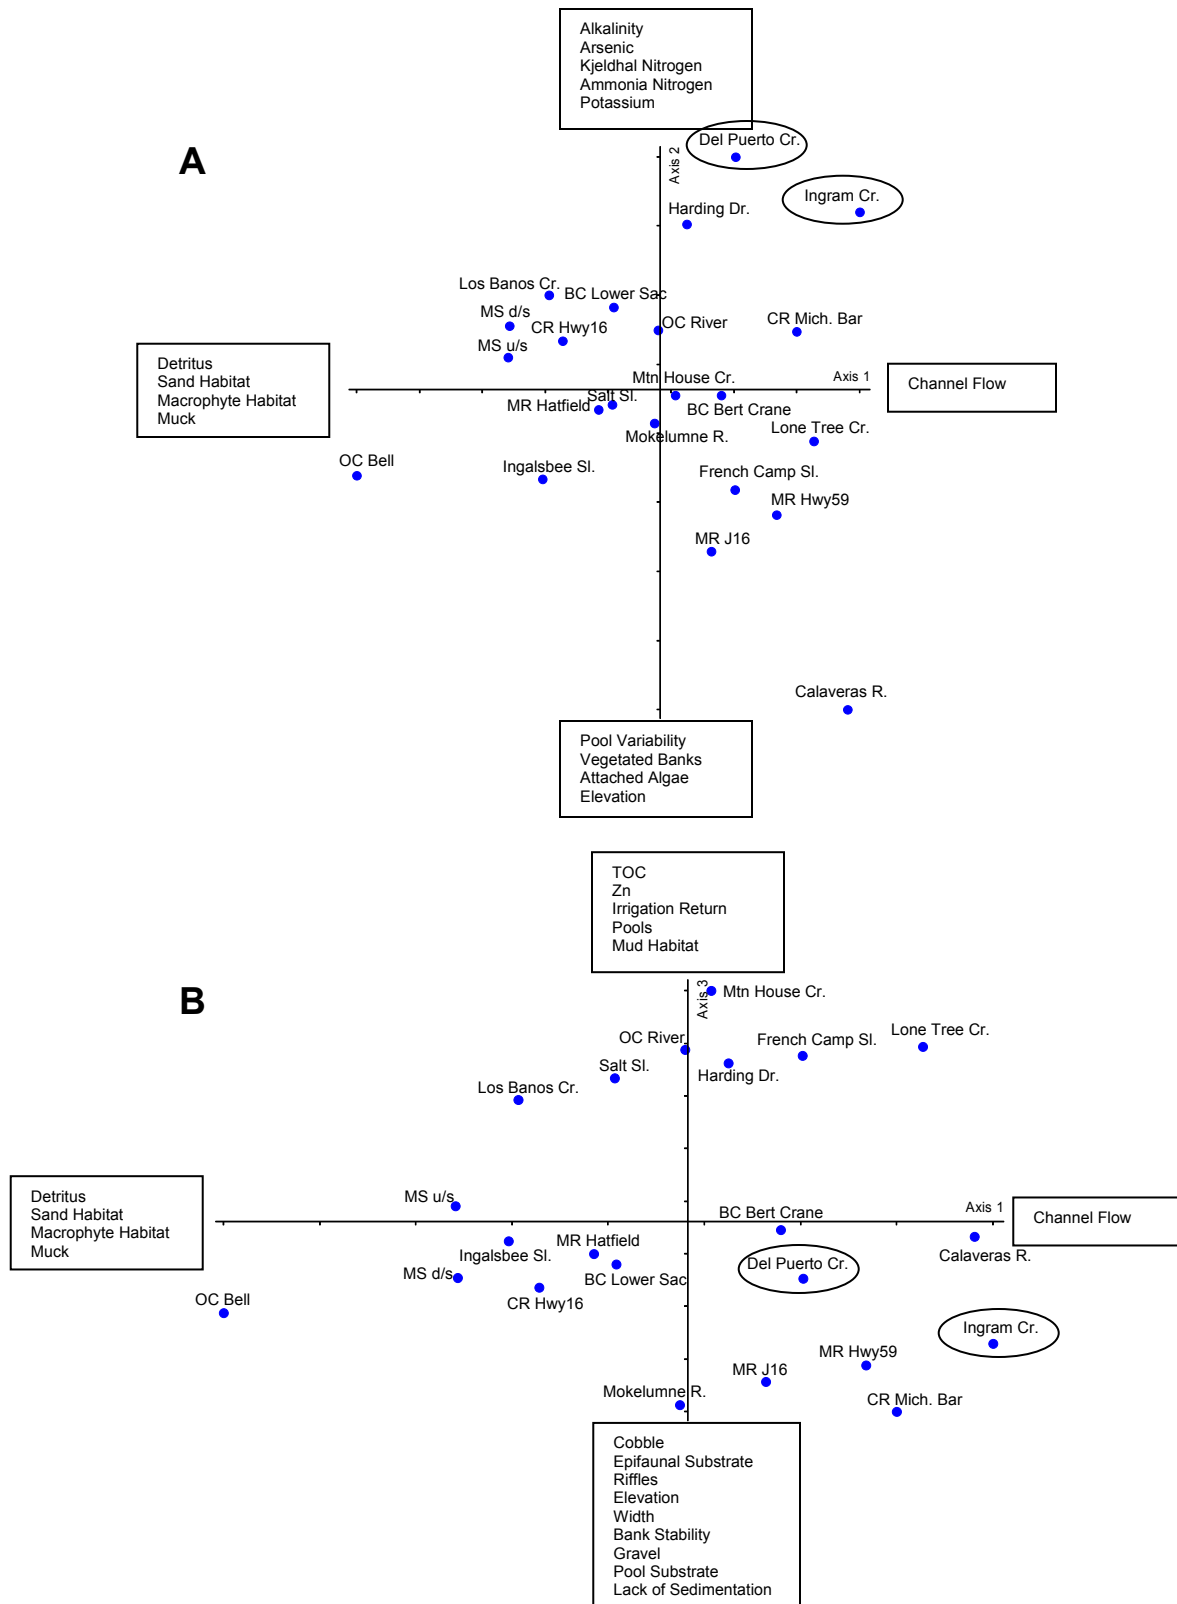 Alkalinity
Arsenic
Kjeldhal Nitrogen
Ammonia Nitrogen
Potassium
A
Axis 2
Del Puerto Cr.
Ingram Cr.
Harding Dr.
Los Banos Cr.
BC Lower Sac
MS d/s
CR Hwy16
OC River
CR Mich. Bar
MS u/s
Detritus
Sand Habitat
Macrophyte Habitat
Muck
Mtn House Cr.
Axis 1
Channel Flow
MR Hatfield
Salt Sl.
BC Bert Crane
Mokelumne R.
Lone Tree Cr.
OC Bell
Ingalsbee Sl.
French Camp Sl.
MR Hwy59
MR J16
Calaveras R.
Pool Variability
Vegetated Banks
Attached Algae
Elevation
TOC
Zn
Irrigation Return
Pools
Mud Habitat
B
Axis 3
Mtn House Cr.
OC River
French Camp Sl.
Lone Tree Cr.
Salt Sl.
Harding Dr.
Los Banos Cr.
Detritus
Sand Habitat
Macrophyte Habitat
Muck
MS u/s
BC Bert Crane
Axis 1
Channel Flow
Ingalsbee Sl.
MR Hatfield
Calaveras R.
MS d/s
BC Lower Sac
Del Puerto Cr.
OC Bell
CR Hwy16
Ingram Cr.
MR Hwy59
MR J16
Mokelumne R.
CR Mich. Bar
Cobble
Epifaunal Substrate
Riffles
Elevation
Width
Bank Stability
Gravel
Pool Substrate
Lack of Sedimentation